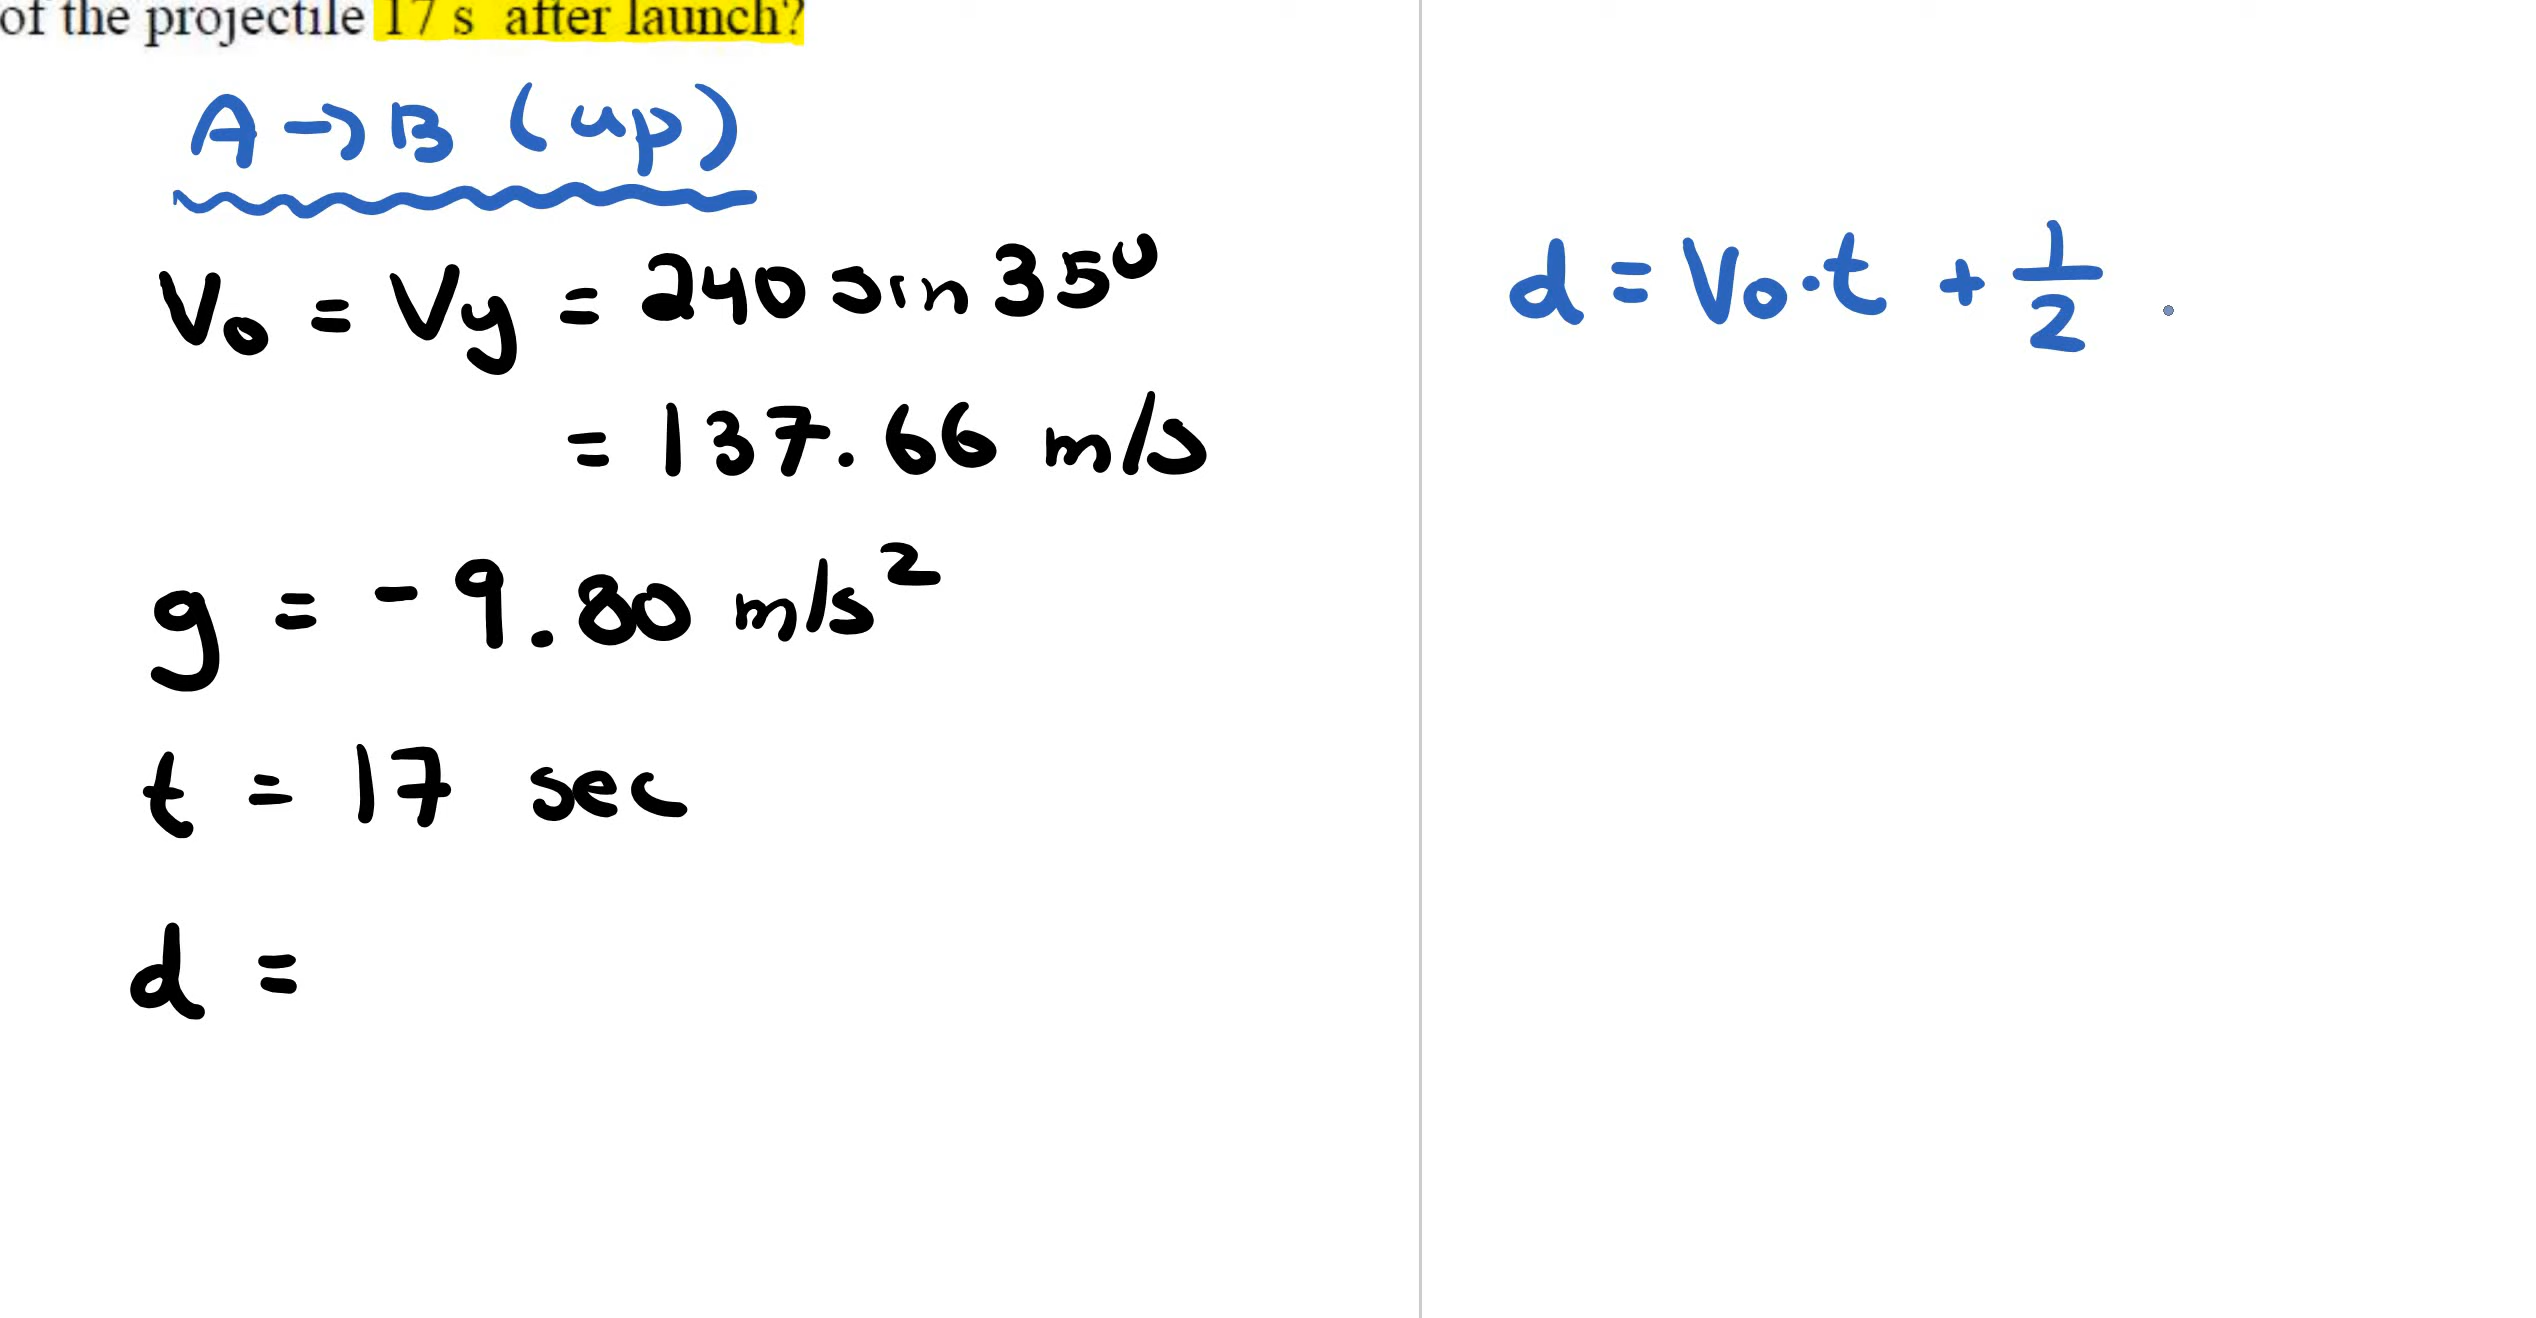 of the projectile 17 s after launch?
A → B (up)
V₀ = Vy = 240 sin 35⁰
= 137.66 m/s
g = - 9.80 m/s²
t = 17 sec
d =
d = V₀·t + 1/2